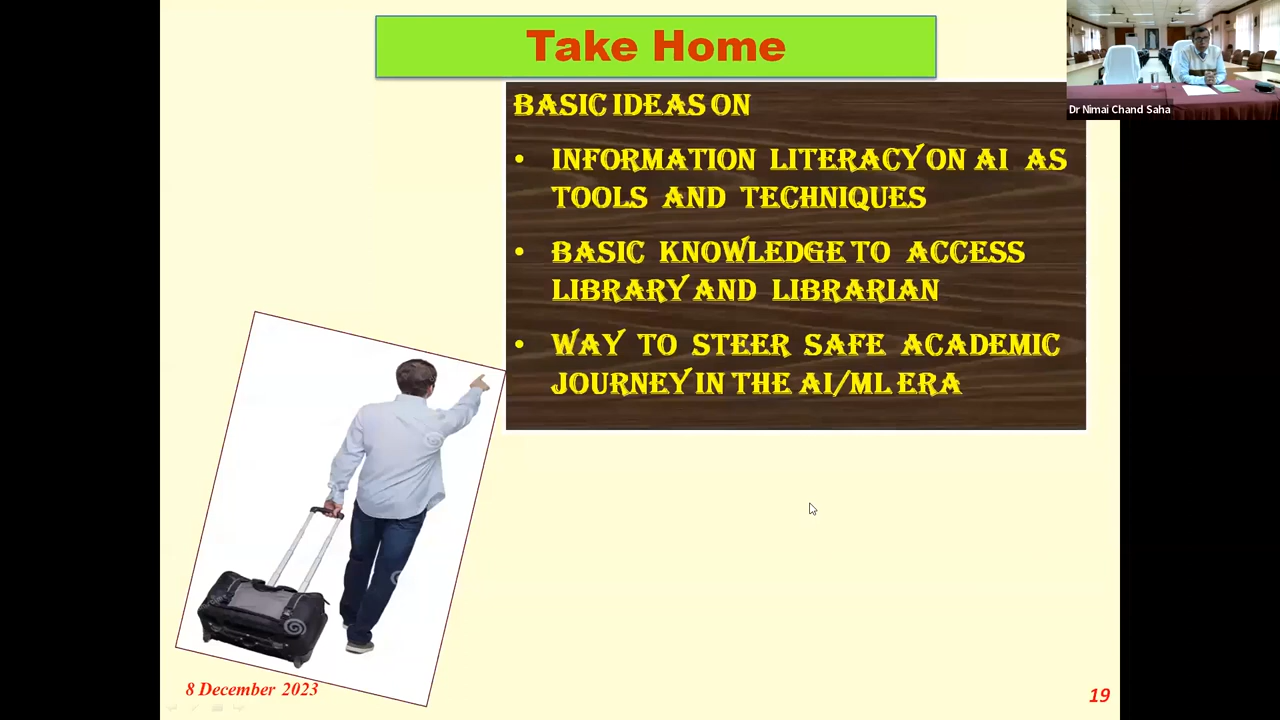 Take Home
Dr Nimai Chand Saha
BASIC IDEAS ON
• INFORMATION LITERACY ON AI AS
TOOLS AND TECHNIQUES
• BASIC KNOWLEDGE TO ACCESS
LIBRARY AND LIBRARIAN
• WAY TO STEER SAFE ACADEMIC
JOURNEY IN THE AI/ML ERA
8 December 2023
19